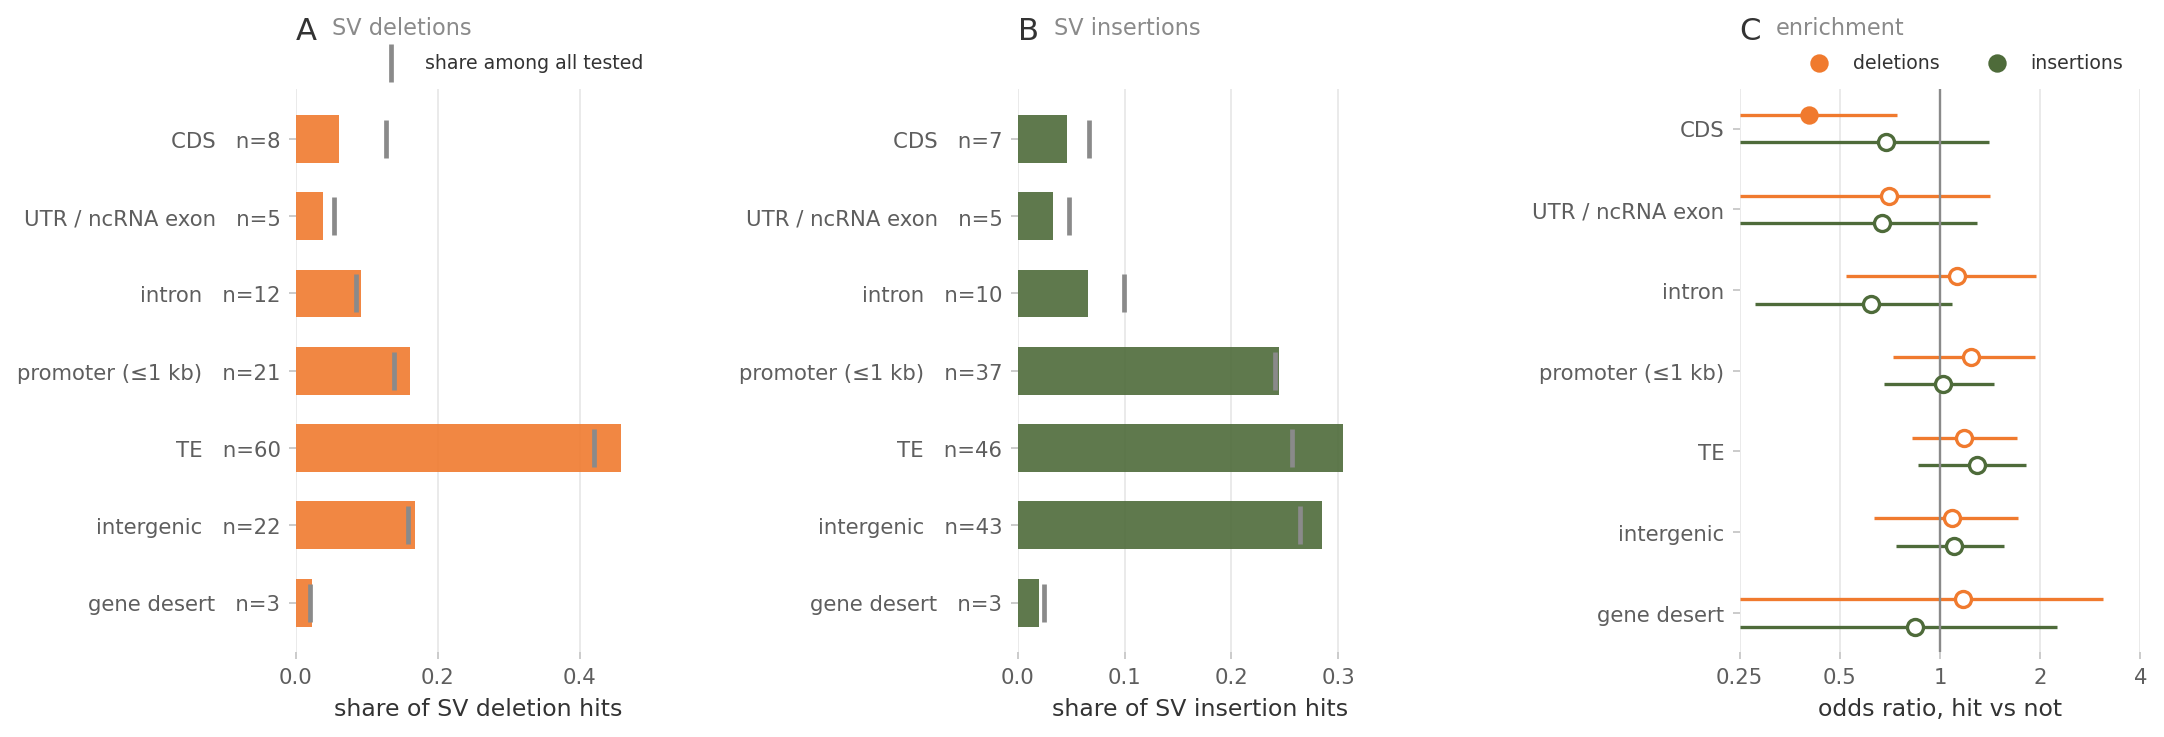 A SV deletions
share among all tested
CDS n=8
UTR / ncRNA exon n=5
intron n=12
promoter (≤1 kb) n=21
TE n=60
intergenic n=22
gene desert n=3
0.0 0.2 0.4
share of SV deletion hits
B SV insertions
CDS n=7
UTR / ncRNA exon n=5
intron n=10
promoter (≤1 kb) n=37
TE n=46
intergenic n=43
gene desert n=3
0.0 0.1 0.2 0.3
share of SV insertion hits
C enrichment
deletions insertions
CDS
UTR / ncRNA exon
intron
promoter (≤1 kb)
TE
intergenic
gene desert
0.25 0.5 1 2 4
odds ratio, hit vs not